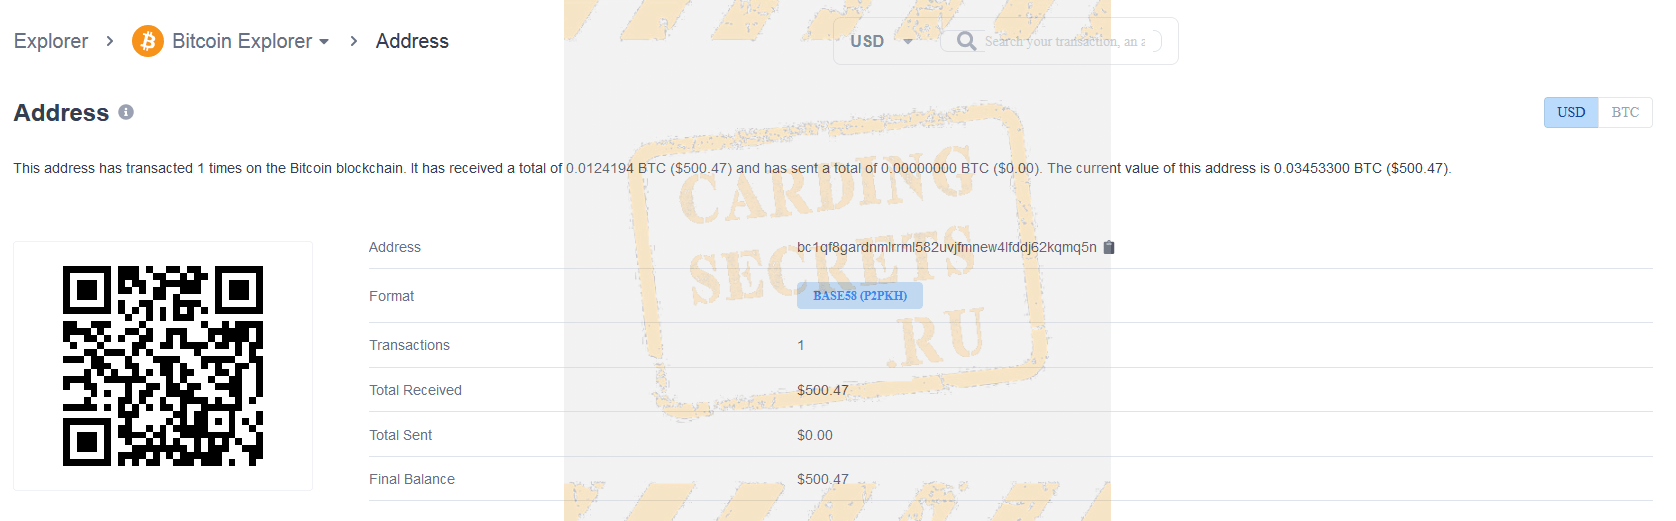 Explorer > Bitcoin Explorer > Address
USD
Search your transaction, an a
Address
USD BTC
This address has transacted 1 times on the Bitcoin blockchain. It has received a total of 0.0124194 BTC ($500.47) and has sent a total of 0.00000000 BTC ($0.00). The current value of this address is 0.03453300 BTC ($500.47).
Address bc1qf8gardnmlrrml582uvjfmnew4lfddj62kqmq5n
Format BASE58 (P2PKH)
Transactions 1
Total Received $500.47
Total Sent $0.00
Final Balance $500.47
CARDING
SECRETS
.RU